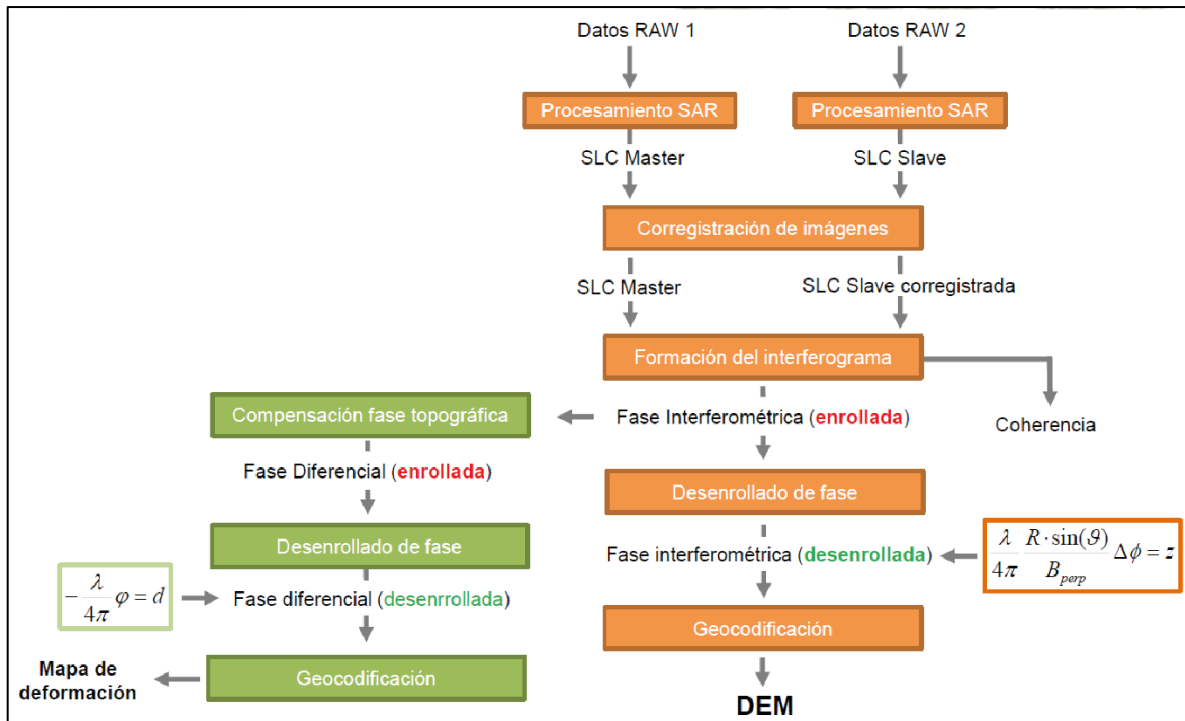 Datos RAW 1
Datos RAW 2
Procesamiento SAR
Procesamiento SAR
SLC Master
SLC Slave
Corregistración de imágenes
SLC Master
SLC Slave corregistrada
Formación del interferograma
Compensación fase topográfica
Fase Interferométrica (enrollada)
Coherencia
Fase Diferencial (enrollada)
Desenrollado de fase
Desenrollado de fase
Fase interferométrica (desenrollada)
λ/4π R·sin(ϑ)/B_perp Δϕ = z
−λ/4π φ = d
Fase diferencial (desenrrollada)
Geocodificación
Mapa de
deformación
Geocodificación
DEM